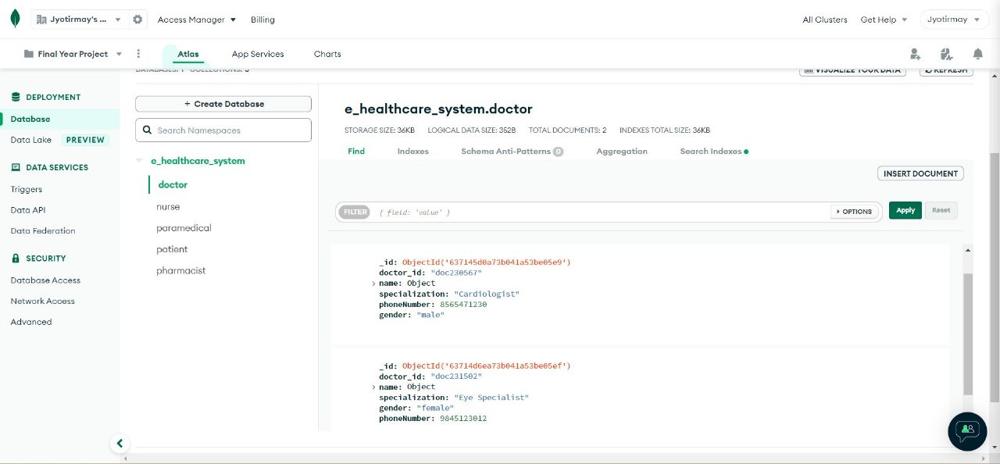 Jyotirmay's ...
Access Manager
Billing
All Clusters
Get Help
Jyotirmay
Final Year Project
Atlas
App Services
Charts
VISUALIZE YOUR DATA
REFRESH
DEPLOYMENT
Database
Data Lake PREVIEW
DATA SERVICES
Triggers
Data API
Data Federation
SECURITY
Database Access
Network Access
Advanced
+ Create Database
Search Namespaces
e_healthcare_system
doctor
nurse
paramedical
patient
pharmacist
e_healthcare_system.doctor
STORAGE SIZE: 36KB LOGICAL DATA SIZE: 352B TOTAL DOCUMENTS: 2 INDEXES TOTAL SIZE: 36KB
Find Indexes Schema Anti-Patterns 0 Aggregation Search Indexes
INSERT DOCUMENT
FILTER { field: 'value' } OPTIONS Apply Reset
_id: ObjectId('637145d0a73b041a53be05e9')
doctor_id: "doc230567"
name: Object
specialization: "Cardiologist"
phoneNumber: 8565471230
gender: "male"
_id: ObjectId('63714d6ea73b041a53be05ef')
doctor_id: "doc231502"
name: Object
specialization: "Eye Specialist"
gender: "female"
phoneNumber: 9845123012